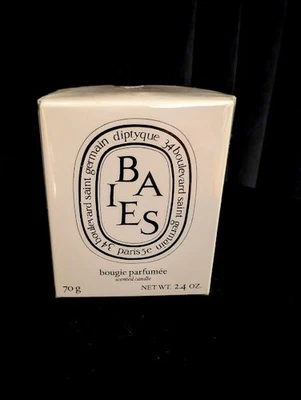 diptyque 34 boulevard saint germain paris 5e 34 boulevard saint germain
BA
IES
bougie parfumée
scented candle
70 g NET WT. 2.4 OZ.